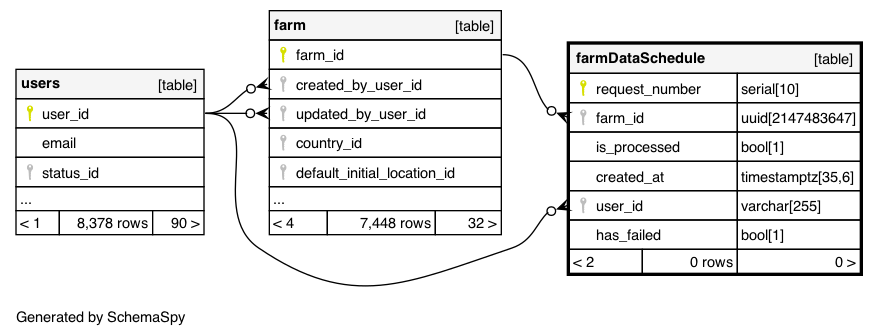 users [table]
user_id
email
status_id
...
< 1 8,378 rows 90 >
farm [table]
farm_id
created_by_user_id
updated_by_user_id
country_id
default_initial_location_id
...
< 4 7,448 rows 32 >
farmDataSchedule [table]
request_number serial[10]
farm_id uuid[2147483647]
is_processed bool[1]
created_at timestamptz[35,6]
user_id varchar[255]
has_failed bool[1]
< 2 0 rows 0 >
Generated by SchemaSpy